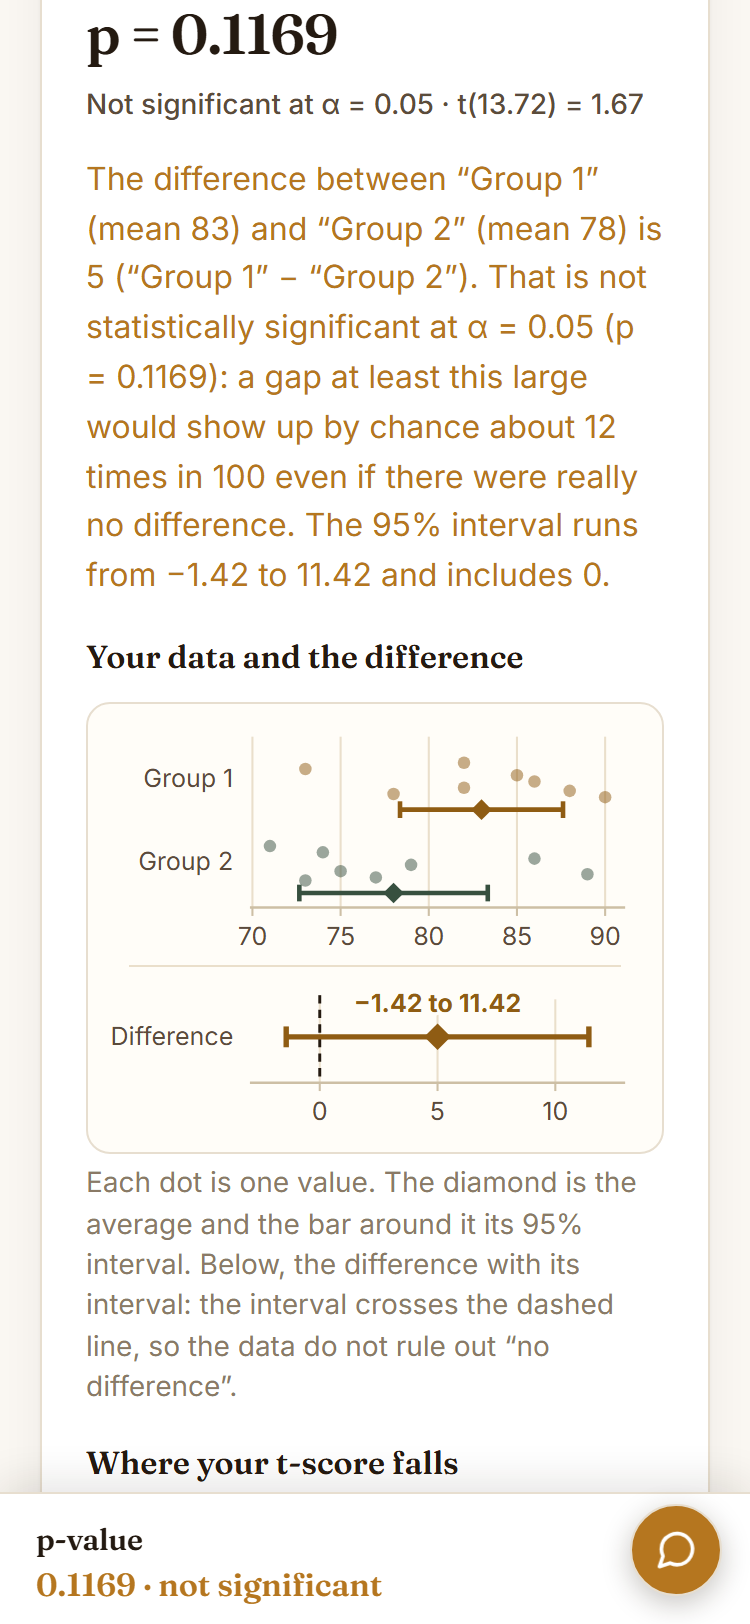 p = 0.1169
Not significant at α = 0.05 · t(13.72) = 1.67
The difference between “Group 1”
(mean 83) and “Group 2” (mean 78) is
5 (“Group 1” − “Group 2”). That is not
statistically significant at α = 0.05 (p
= 0.1169): a gap at least this large
would show up by chance about 12
times in 100 even if there were really
no difference. The 95% interval runs
from −1.42 to 11.42 and includes 0.
Your data and the difference
Group 1
Group 2
70 75 80 85 90
−1.42 to 11.42
Difference
0 5 10
Each dot is one value. The diamond is the
average and the bar around it its 95%
interval. Below, the difference with its
interval: the interval crosses the dashed
line, so the data do not rule out “no
difference”.
Where your t-score falls
p-value
0.1169 · not significant